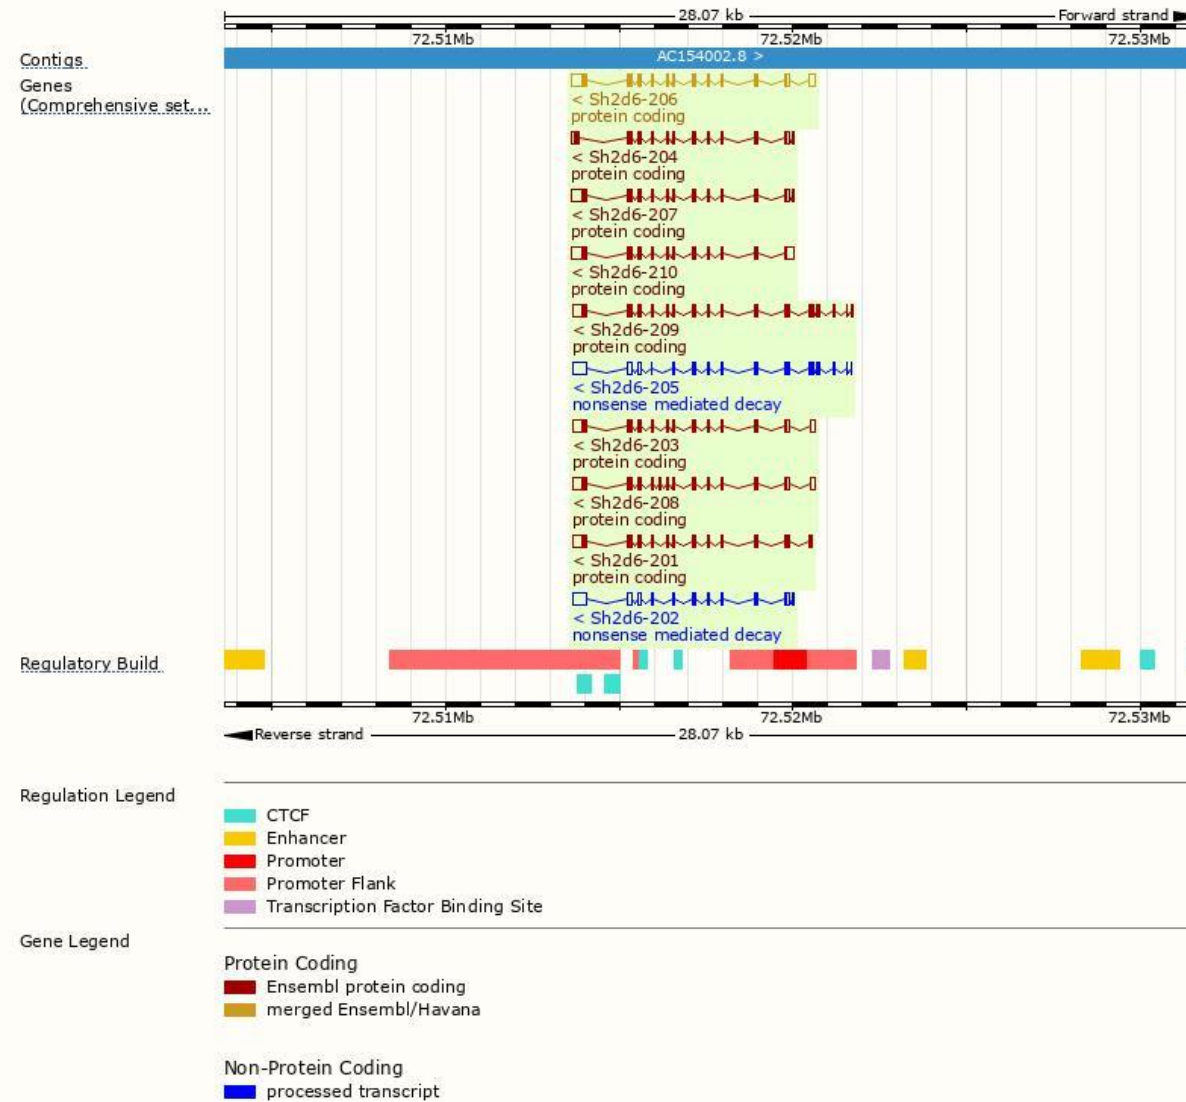 28.07 kb Forward strand
72.51Mb 72.52Mb 72.53Mb
Contigs AC154002.8 >
Genes
(Comprehensive set...
< Sh2d6-206
protein coding
< Sh2d6-204
protein coding
< Sh2d6-207
protein coding
< Sh2d6-210
protein coding
< Sh2d6-209
protein coding
< Sh2d6-205
nonsense mediated decay
< Sh2d6-203
protein coding
< Sh2d6-208
protein coding
< Sh2d6-201
protein coding
< Sh2d6-202
nonsense mediated decay
Regulatory Build
72.51Mb 72.52Mb 72.53Mb
Reverse strand 28.07 kb
Regulation Legend
CTCF
Enhancer
Promoter
Promoter Flank
Transcription Factor Binding Site
Gene Legend
Protein Coding
Ensembl protein coding
merged Ensembl/Havana
Non-Protein Coding
processed transcript